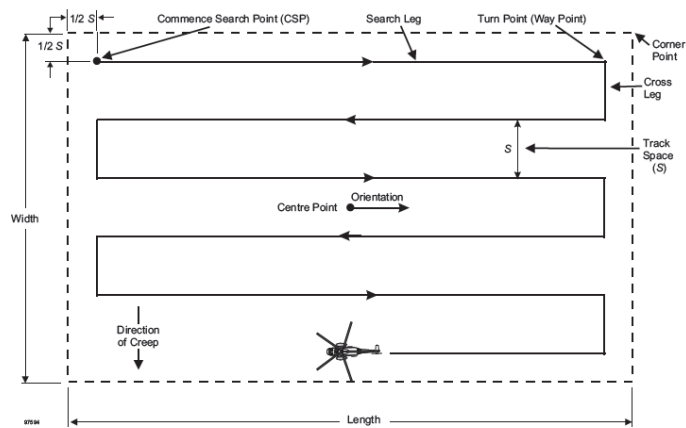 1/2 S
Commence Search Point (CSP)
Search Leg
Turn Point (Way Point)
1/2 S
Corner
Point
Cross
Leg
S
Track
Space
(S)
Orientation
Centre Point
Width
Direction
of Creep
Length
97594